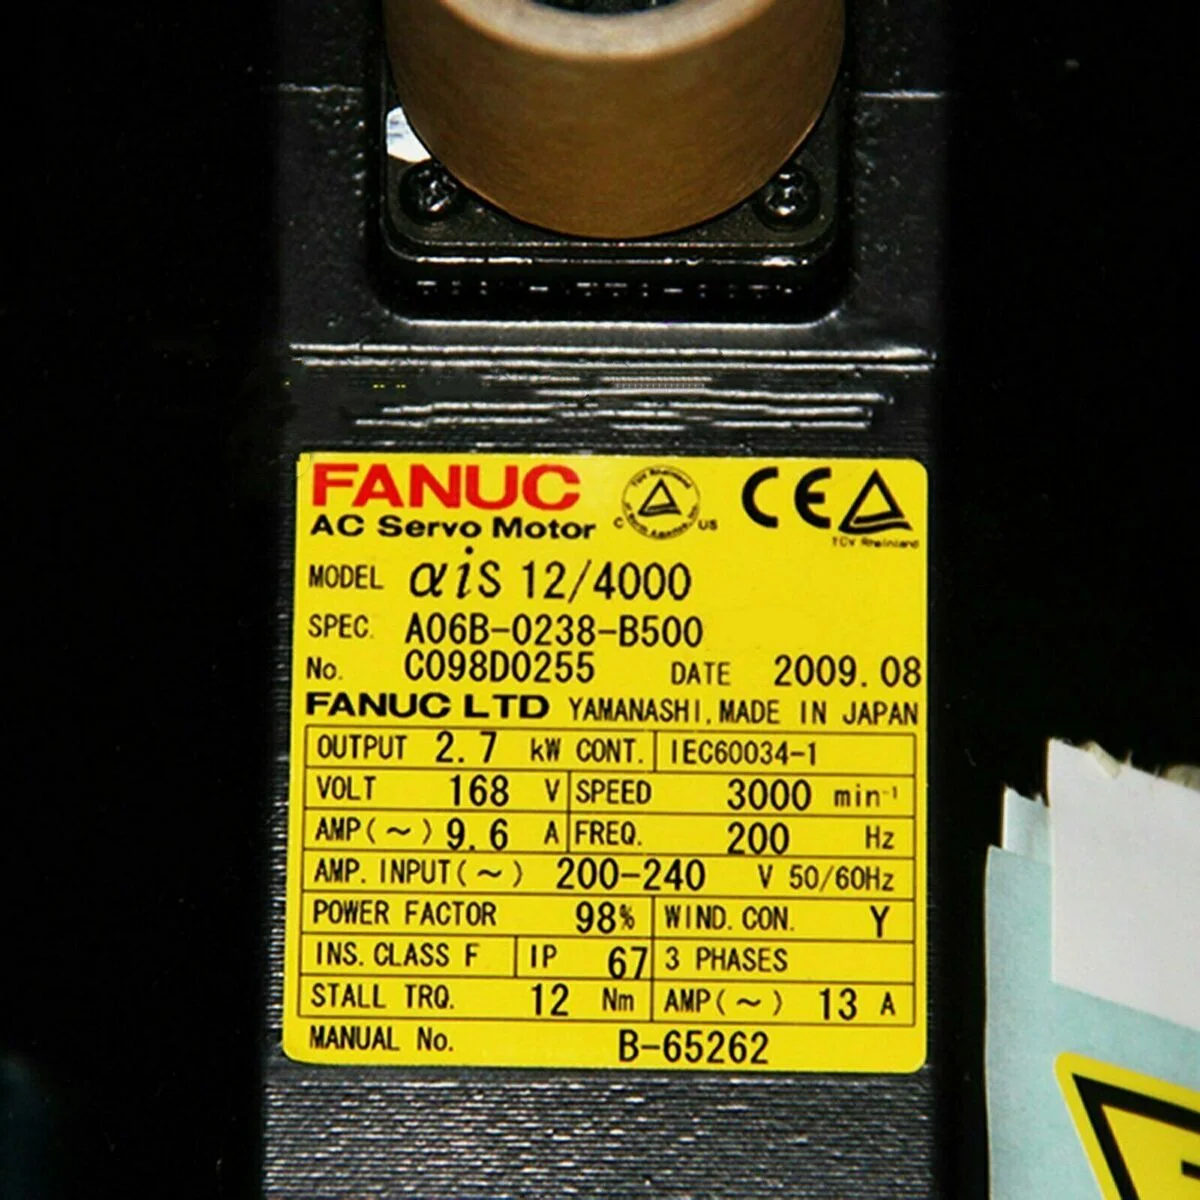 FANUC
AC Servo Motor
TUV Rheinland
C US
CE
TÜV Rheinland
MODEL αiS 12/4000
SPEC. A06B-0238-B500
No. C098D0255 DATE 2009.08
FANUC LTD YAMANASHI, MADE IN JAPAN
OUTPUT 2.7 kW CONT. IEC60034-1
VOLT 168 V SPEED 3000 min⁻¹
AMP(~) 9.6 A FREQ. 200 Hz
AMP. INPUT(~) 200-240 V 50/60Hz
POWER FACTOR 98% WIND. CON. Y
INS. CLASS F IP 67 3 PHASES
STALL TRQ. 12 Nm AMP(~) 13 A
MANUAL No. B-65262